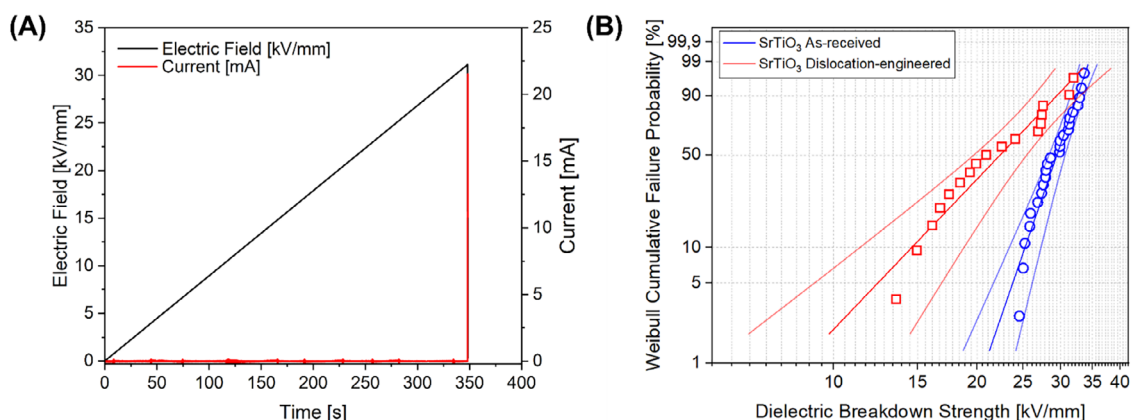 (A)
35
30
25
20
15
10
5
0
Electric Field [kV/mm]
Electric Field [kV/mm]
Current [mA]
25
20
15
10
5
0
Current [mA]
0 50 100 150 200 250 300 350 400
Time [s]
(B)
99,9
99
90
50
10
5
1
Weibull Cumulative Failure Probability [%]
SrTiO₃ As-received
SrTiO₃ Dislocation-engineered
10 15 20 25 30 35 40
Dielectric Breakdown Strength [kV/mm]